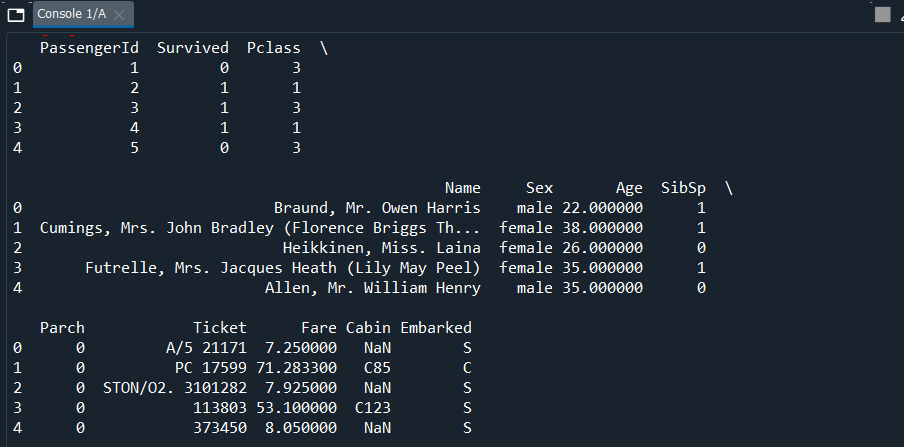 Console 1/A
PassengerId Survived Pclass \
0 1 0 3
1 2 1 1
2 3 1 3
3 4 1 1
4 5 0 3
Name Sex Age SibSp \
0 Braund, Mr. Owen Harris male 22.000000 1
1 Cumings, Mrs. John Bradley (Florence Briggs Th... female 38.000000 1
2 Heikkinen, Miss. Laina female 26.000000 0
3 Futrelle, Mrs. Jacques Heath (Lily May Peel) female 35.000000 1
4 Allen, Mr. William Henry male 35.000000 0
Parch Ticket Fare Cabin Embarked
0 0 A/5 21171 7.250000 NaN S
1 0 PC 17599 71.283300 C85 C
2 0 STON/O2. 3101282 7.925000 NaN S
3 0 113803 53.100000 C123 S
4 0 373450 8.050000 NaN S